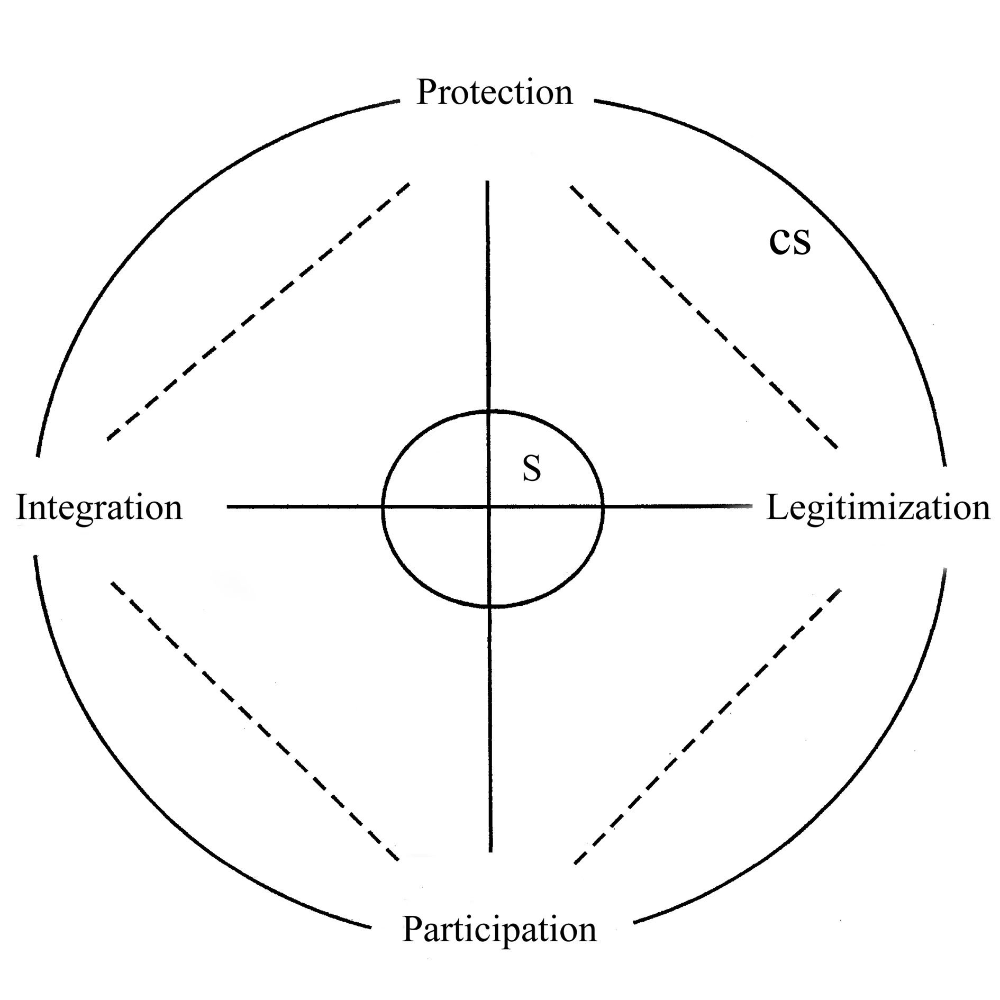 Protection
cs
S
Integration
Legitimization
Participation